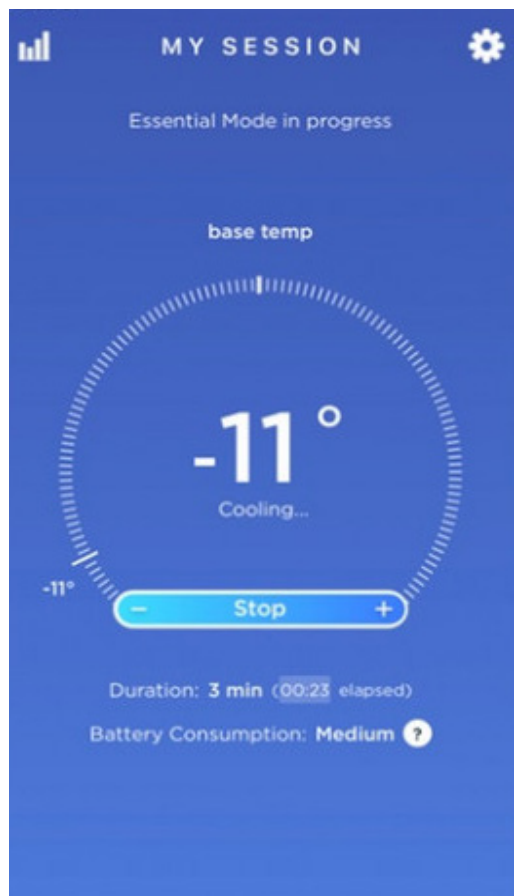 MY SESSION
Essential Mode in progress
base temp
-11°
Cooling...
-11°
- Stop +
Duration: 3 min (00:23 elapsed)
Battery Consumption: Medium ?